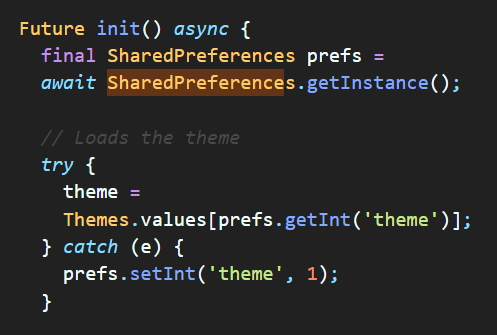 Future init() async {
  final SharedPreferences prefs =
  await SharedPreferences.getInstance();

  // Loads the theme
  try {
    theme =
    Themes.values[prefs.getInt('theme')];
  } catch (e) {
    prefs.setInt('theme', 1);
  }